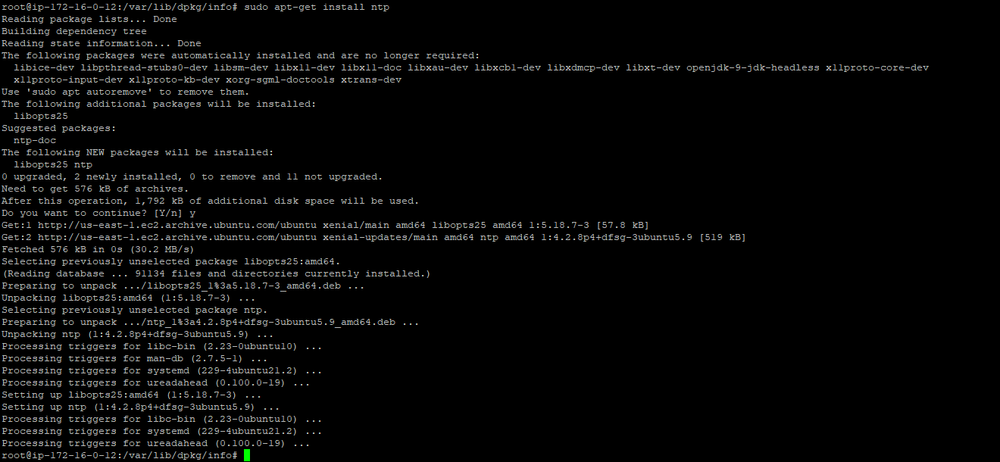 root@ip-172-16-0-12:/var/lib/dpkg/info# sudo apt-get install ntp
Reading package lists... Done
Building dependency tree
Reading state information... Done
The following packages were automatically installed and are no longer required:
  libice-dev libpthread-stubs0-dev libsm-dev libx11-dev libx11-doc libxau-dev libxcb1-dev libxdmcp-dev libxt-dev openjdk-9-jdk-headless x11proto-core-dev
  x11proto-input-dev x11proto-kb-dev xorg-sgml-doctools xtrans-dev
Use 'sudo apt autoremove' to remove them.
The following additional packages will be installed:
  libopts25
Suggested packages:
  ntp-doc
The following NEW packages will be installed:
  libopts25 ntp
0 upgraded, 2 newly installed, 0 to remove and 11 not upgraded.
Need to get 576 kB of archives.
After this operation, 1,792 kB of additional disk space will be used.
Do you want to continue? [Y/n] y
Get:1 http://us-east-1.ec2.archive.ubuntu.com/ubuntu xenial/main amd64 libopts25 amd64 1:5.18.7-3 [57.8 kB]
Get:2 http://us-east-1.ec2.archive.ubuntu.com/ubuntu xenial-updates/main amd64 ntp amd64 1:4.2.8p4+dfsg-3ubuntu5.9 [519 kB]
Fetched 576 kB in 0s (30.2 MB/s)
Selecting previously unselected package libopts25:amd64.
(Reading database ... 91134 files and directories currently installed.)
Preparing to unpack .../libopts25_1%3a5.18.7-3_amd64.deb ...
Unpacking libopts25:amd64 (1:5.18.7-3) ...
Selecting previously unselected package ntp.
Preparing to unpack .../ntp_1%3a4.2.8p4+dfsg-3ubuntu5.9_amd64.deb ...
Unpacking ntp (1:4.2.8p4+dfsg-3ubuntu5.9) ...
Processing triggers for libc-bin (2.23-0ubuntu10) ...
Processing triggers for man-db (2.7.5-1) ...
Processing triggers for systemd (229-4ubuntu21.2) ...
Processing triggers for ureadahead (0.100.0-19) ...
Setting up libopts25:amd64 (1:5.18.7-3) ...
Setting up ntp (1:4.2.8p4+dfsg-3ubuntu5.9) ...
Processing triggers for libc-bin (2.23-0ubuntu10) ...
Processing triggers for systemd (229-4ubuntu21.2) ...
Processing triggers for ureadahead (0.100.0-19) ...
root@ip-172-16-0-12:/var/lib/dpkg/info#